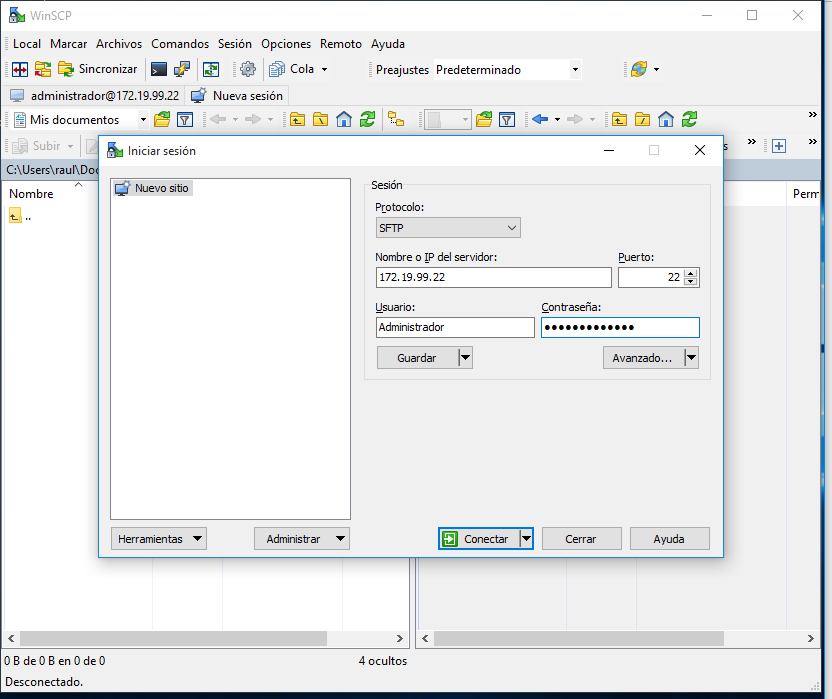 WinSCP
Local Marcar Archivos Comandos Sesión Opciones Remoto Ayuda
Sincronizar Cola Preajustes Predeterminado
administrador@172.19.99.22 Nueva sesión
Mis documentos
Subir
Iniciar sesión
C:\Users\raul\Doc
Nombre
Perm
..
Nuevo sitio
Sesión
Protocolo:
SFTP
Nombre o IP del servidor: Puerto:
172.19.99.22 22
Usuario: Contraseña:
Administrador •••••••••••••
Guardar Avanzado...
Herramientas Administrar Conectar Cerrar Ayuda
0 B de 0 B en 0 de 0 4 ocultos
Desconectado.